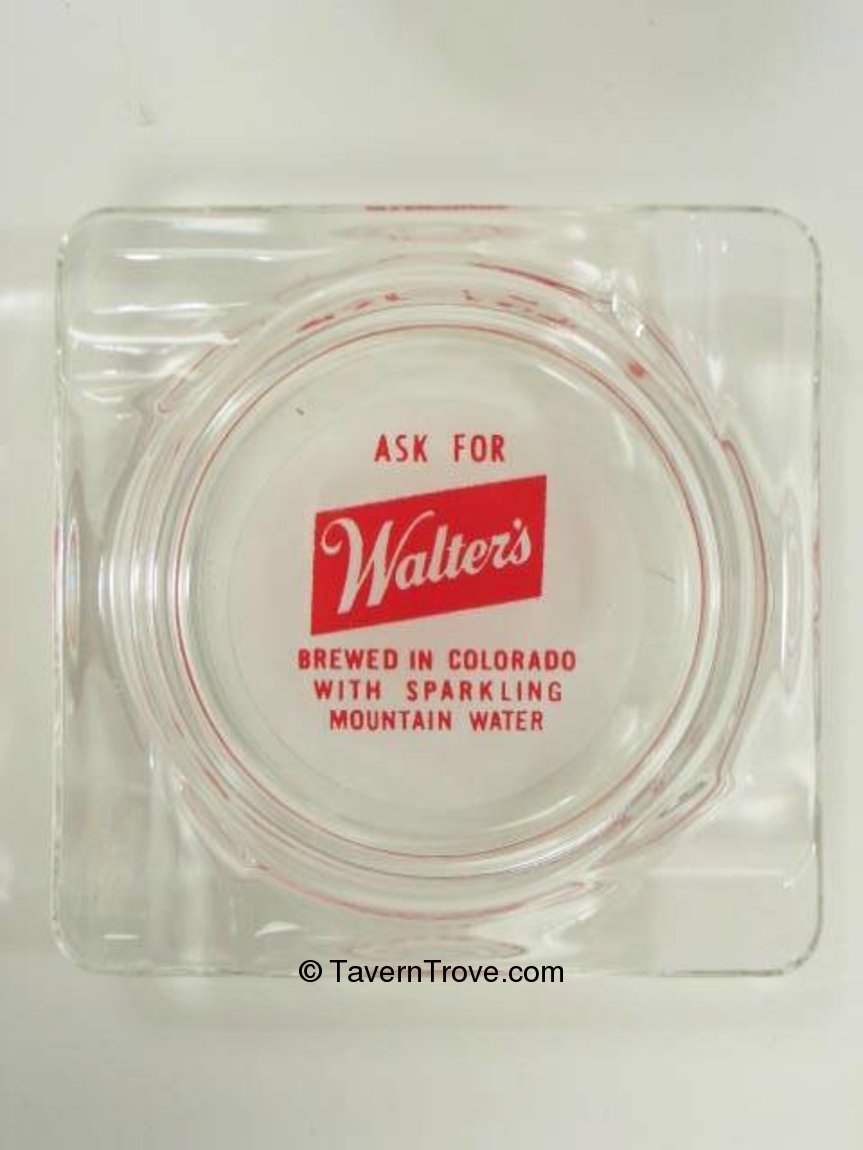 ASK FOR
Walter's
BREWED IN COLORADO
WITH SPARKLING
MOUNTAIN WATER
© TavernTrove.com